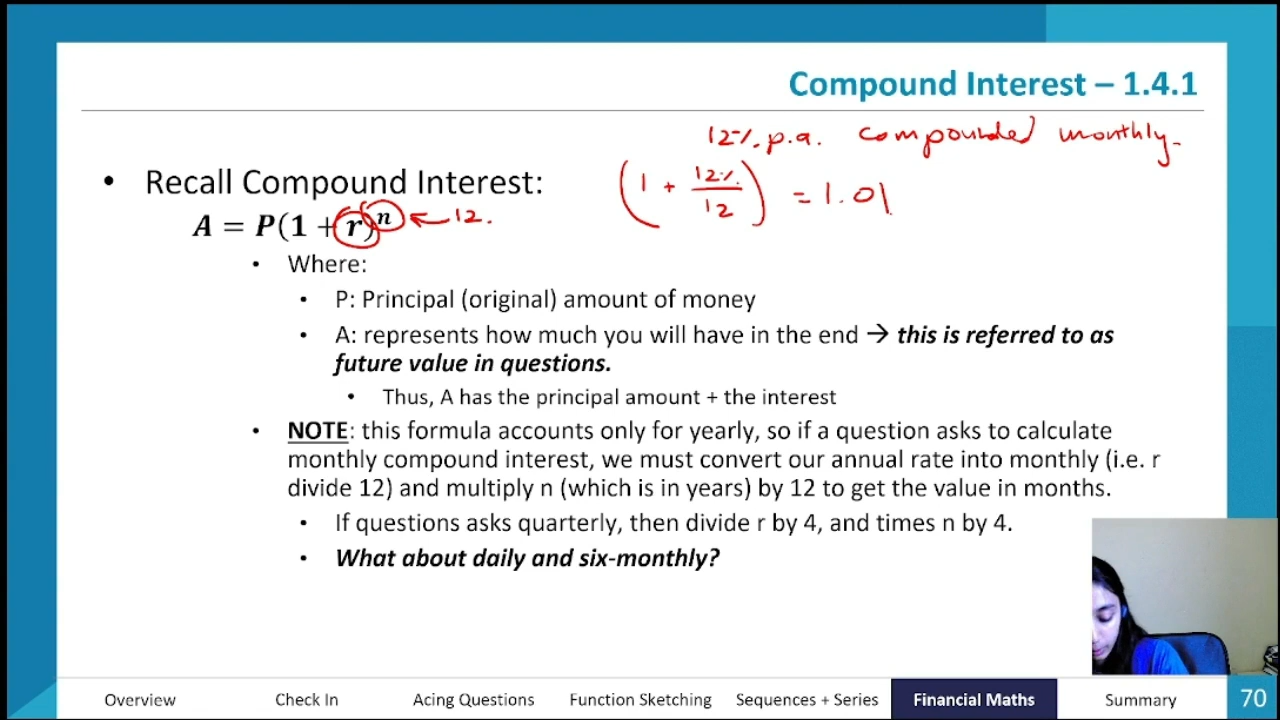 Compound Interest – 1.4.1
12%. p.a. compounded monthly.
• Recall Compound Interest:
(1 + 12%/12) = 1.01
A = P(1 + r)^n ← 12.
• Where:
• P: Principal (original) amount of money
• A: represents how much you will have in the end → this is referred to as
future value in questions.
• Thus, A has the principal amount + the interest
• NOTE: this formula accounts only for yearly, so if a question asks to calculate
monthly compound interest, we must convert our annual rate into monthly (i.e. r
divide 12) and multiply n (which is in years) by 12 to get the value in months.
• If questions asks quarterly, then divide r by 4, and times n by 4.
• What about daily and six-monthly?
Overview Check In Acing Questions Function Sketching Sequences + Series Financial Maths Summary 70